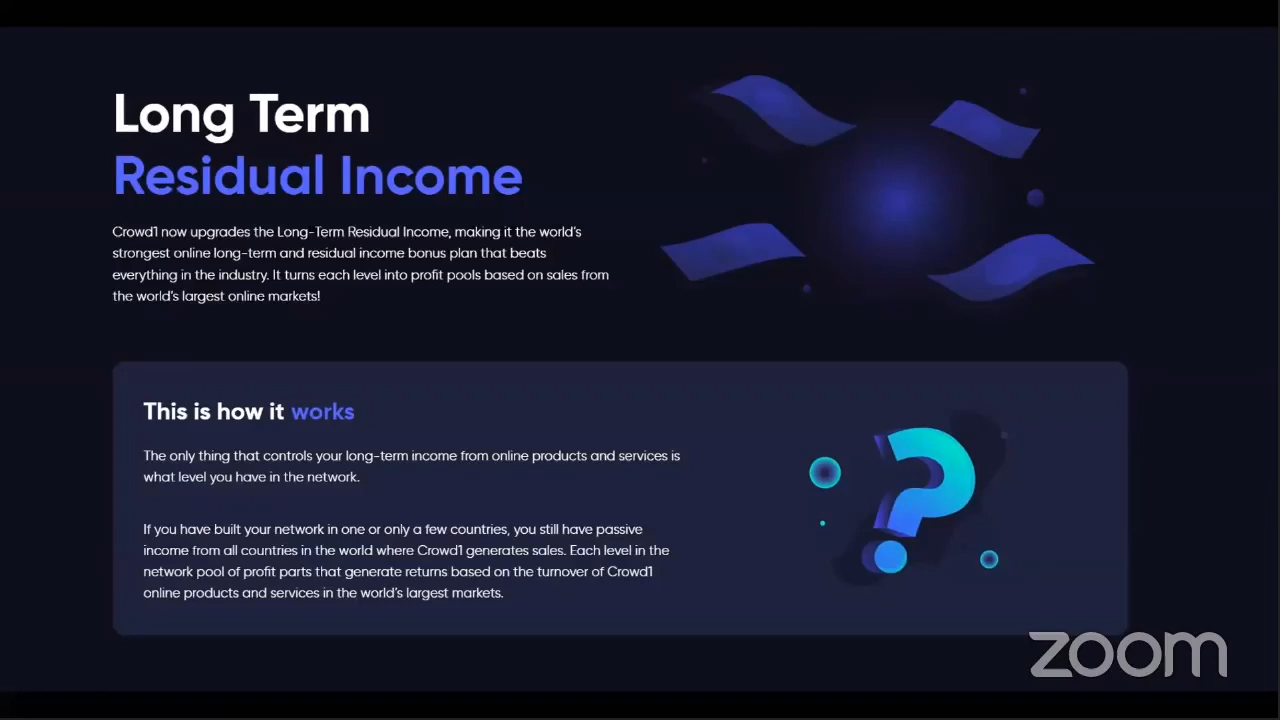 Long Term
Residual Income
Crowd1 now upgrades the Long-Term Residual Income, making it the world's
strongest online long-term and residual income bonus plan that beats
everything in the industry. It turns each level into profit pools based on sales from
the world's largest online markets!
This is how it works
The only thing that controls your long-term income from online products and services is
what level you have in the network.
If you have built your network in one or only a few countries, you still have passive
income from all countries in the world where Crowd1 generates sales. Each level in the
network pool of profit parts that generate returns based on the turnover of Crowd1
online products and services in the world's largest markets.
?
zoom